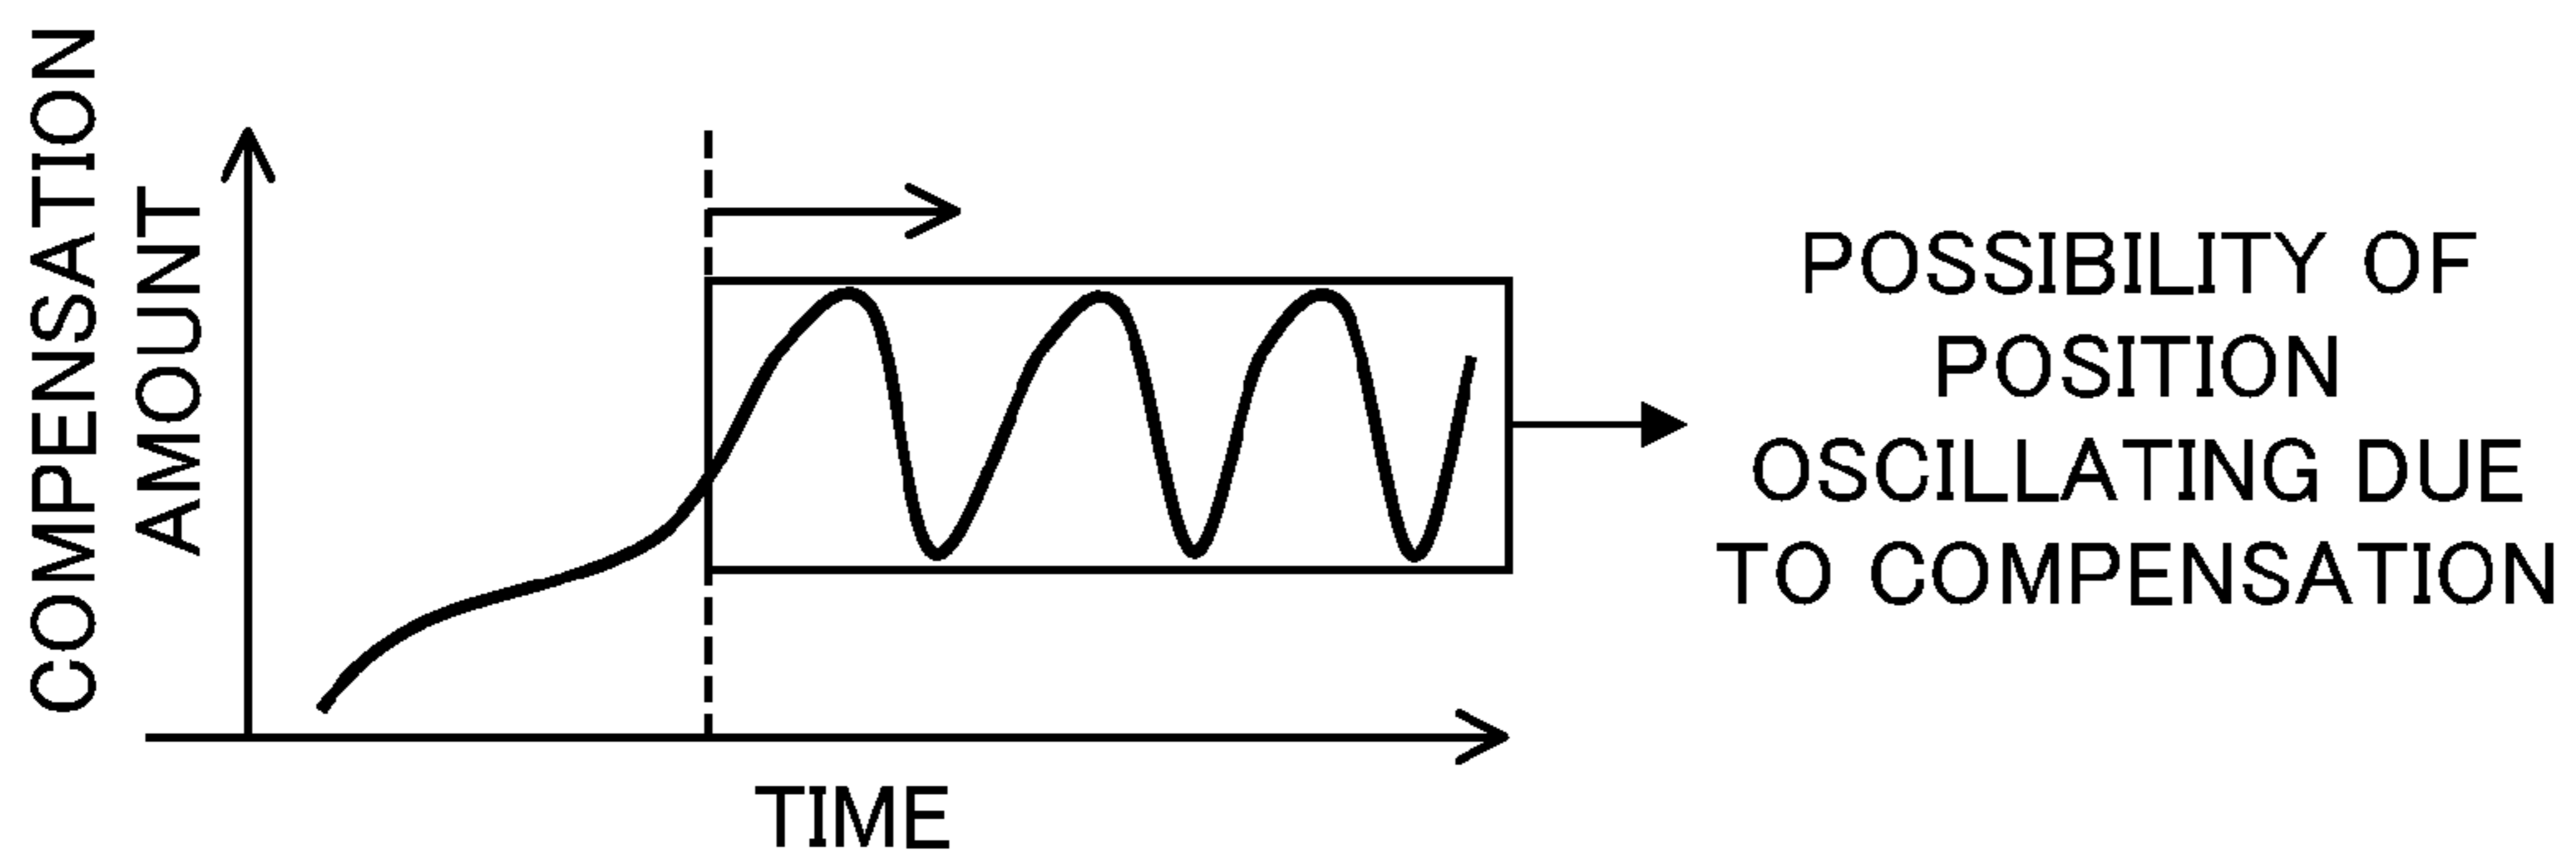 COMPENSATION
AMOUNT
POSSIBILITY OF
POSITION
OSCILLATING DUE
TO COMPENSATION
TIME